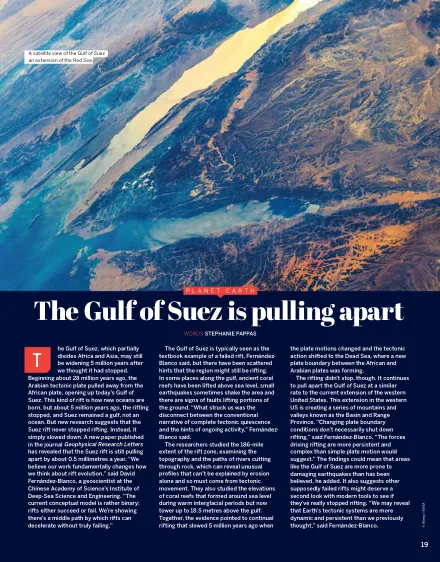 A satellite view of the Gulf of Suez
an extension of the Red Sea
PLANET EARTH
The Gulf of Suez is pulling apart
WORDS STEPHANIE PAPPAS
The Gulf of Suez, which partially
divides Africa and Asia, may still
be widening 5 million years after
we thought it had stopped.
Beginning about 28 million years ago, the
Arabian tectonic plate pulled away from the
African plate, opening up today's Gulf of
Suez. This kind of rift is how new oceans are
born, but about 5 million years ago, the rifting
stopped, and Suez remained a gulf, not an
ocean. But new research suggests that the
Suez rift never stopped rifting. Instead, it
simply slowed down. A new paper published
in the journal Geophysical Research Letters
has revealed that the Suez rift is still pulling
apart by about 0.5 millimetres a year. “We
believe our work fundamentally changes how
we think about rift evolution,” said David
Fernández-Blanco, a geoscientist at the
Chinese Academy of Science's Institute of
Deep-Sea Science and Engineering. “The
current conceptual model is rather binary:
rifts either succeed or fail. We're showing
there's a middle path by which rifts can
decelerate without truly failing.”
The Gulf of Suez is typically seen as the
textbook example of a failed rift, Fernández-
Blanco said, but there have been scattered
hints that the region might still be rifting.
In some places along the gulf, ancient coral
reefs have been lifted above sea level, small
earthquakes sometimes shake the area and
there are signs of faults lifting portions of
the ground. “What struck us was the
disconnect between the conventional
narrative of complete tectonic quiescence
and the hints of ongoing activity,” Fernández-
Blanco said.
The researchers studied the 186-mile
extent of the rift zone, examining the
topography and the paths of rivers cutting
through rock, which can reveal unusual
profiles that can't be explained by erosion
alone and so must come from tectonic
movement. They also studied the elevations
of coral reefs that formed around sea level
during warm interglacial periods but now
tower up to 18.5 metres above the gulf.
Together, the evidence pointed to continual
rifting that slowed 5 million years ago when
the plate motions changed and the tectonic
action shifted to the Dead Sea, where a new
plate boundary between the African and
Arabian plates was forming.
The rifting didn't stop, though. It continues
to pull apart the Gulf of Suez at a similar
rate to the current extension of the western
United States. This extension in the western
US is creating a series of mountains and
valleys known as the Basin and Range
Province. “Changing plate boundary
conditions don't necessarily shut down
rifting,” said Fernández-Blanco. “The forces
driving rifting are more persistent and
complex than simple plate motion would
suggest.” The findings could mean that areas
like the Gulf of Suez are more prone to
damaging earthquakes than has been
believed, he added. It also suggests other
supposedly failed rifts might deserve a
second look with modern tools to see if
they've really stopped rifting. “We may reveal
that Earth's tectonic systems are more
dynamic and persistent than we previously
thought,” said Fernández-Blanco.
19